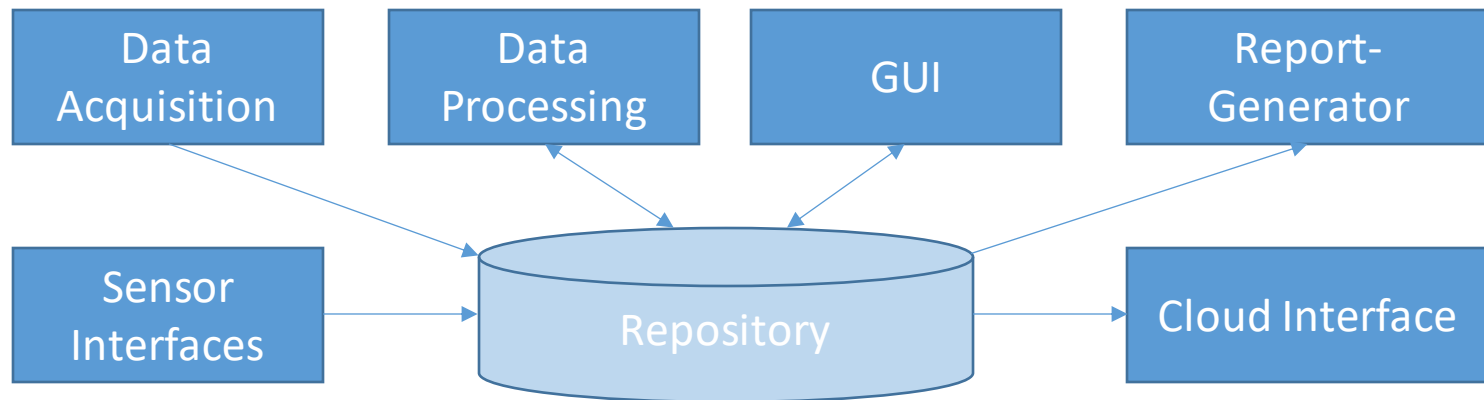 Data
Acquisition
Data
Processing
GUI
Report-
Generator
Sensor
Interfaces
Repository
Cloud Interface